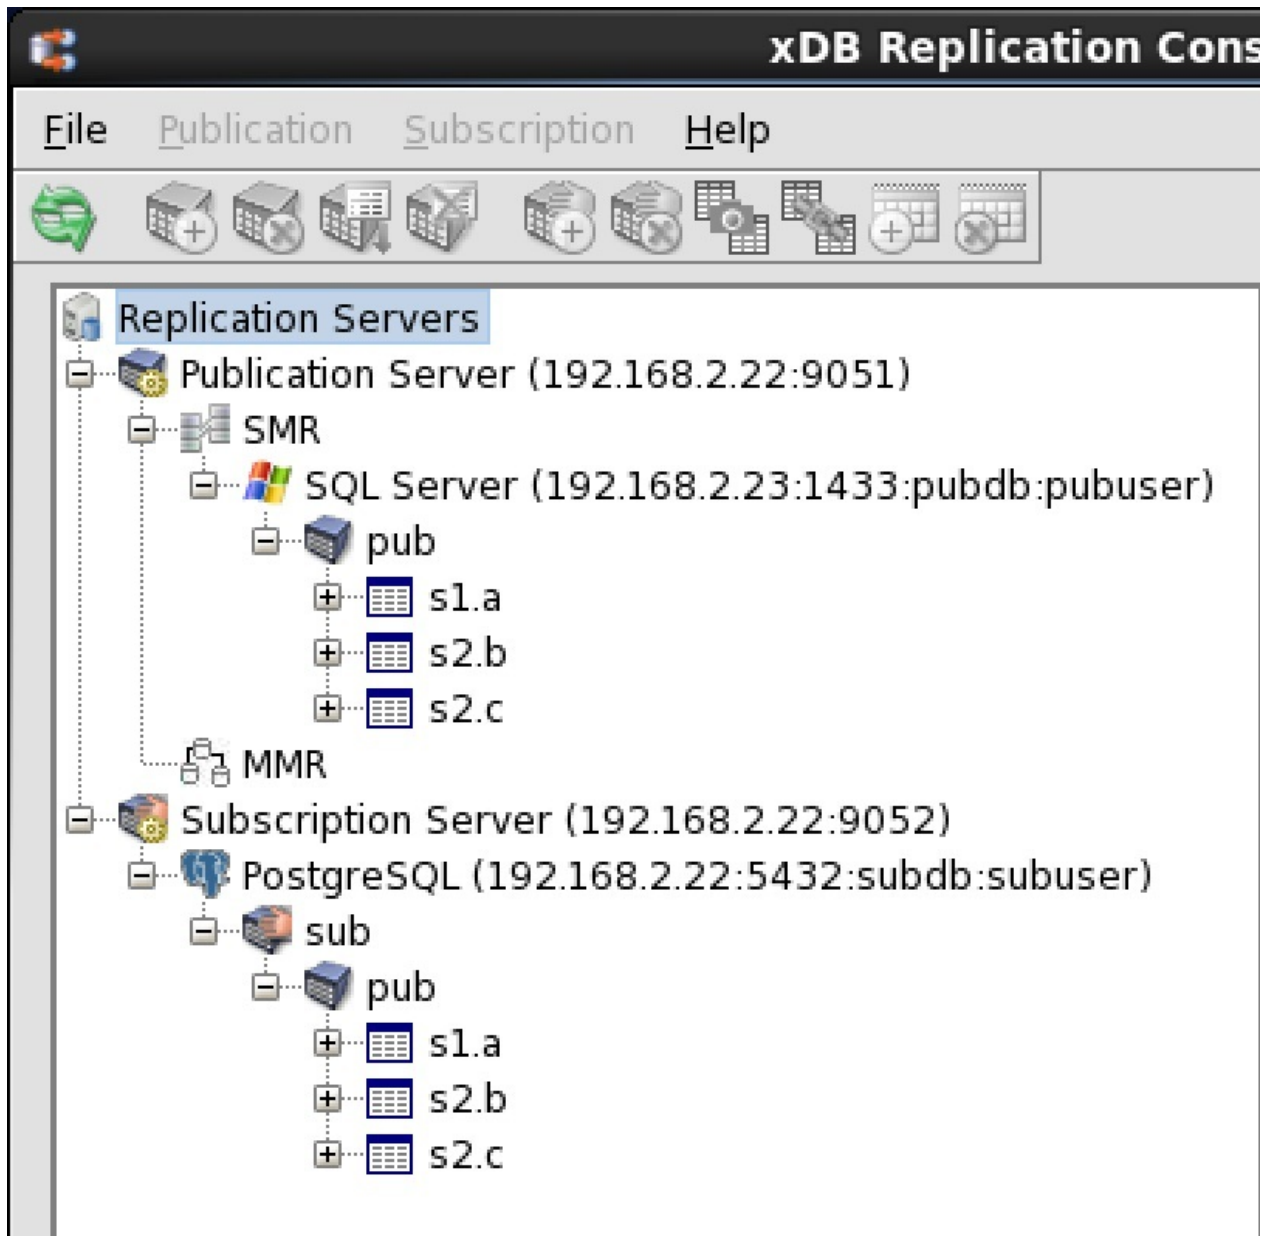 xDB Replication Cons
File Publication Subscription Help
Replication Servers
Publication Server (192.168.2.22:9051)
SMR
SQL Server (192.168.2.23:1433:pubdb:pubuser)
pub
s1.a
s2.b
s2.c
MMR
Subscription Server (192.168.2.22:9052)
PostgreSQL (192.168.2.22:5432:subdb:subuser)
sub
pub
s1.a
s2.b
s2.c